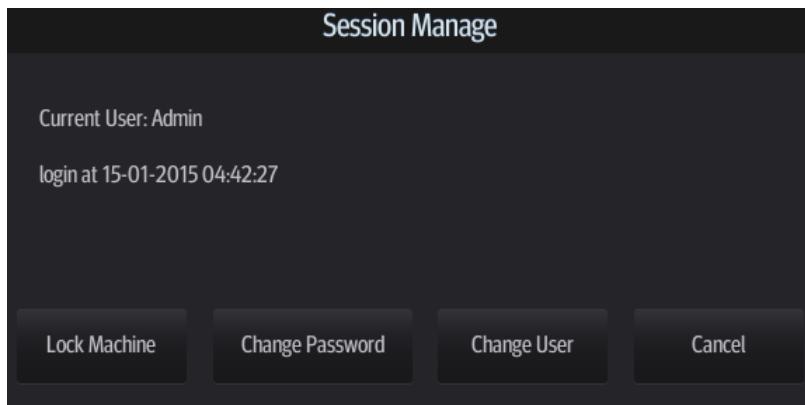 Session Manage
Current User: Admin
login at 15-01-2015 04:42:27
Lock Machine
Change Password
Change User
Cancel